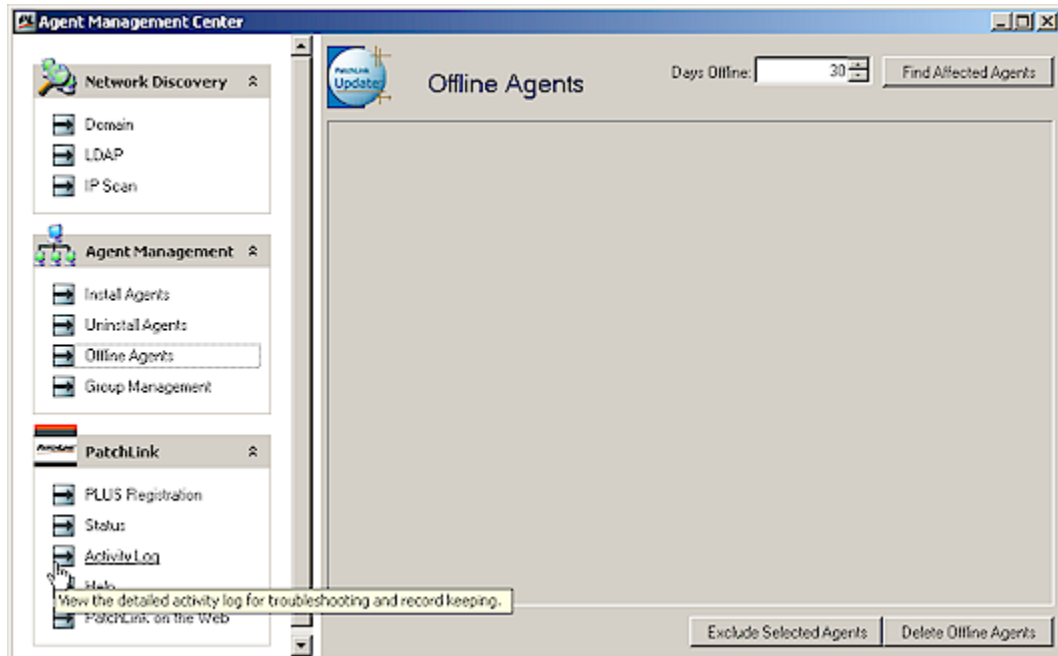 Agent Management Center
Network Discovery
Domain
LDAP
IP Scan
Agent Management
Install Agents
Uninstall Agents
Offline Agents
Group Management
PatchLink
PatchLink
PLUS Registration
Status
Activity Log
Help
View the detailed activity log for troubleshooting and record keeping.
PatchLink on the Web
PatchLink
Update
Offline Agents
Days Offline: 30
Find Affected Agents
Exclude Selected Agents
Delete Offline Agents